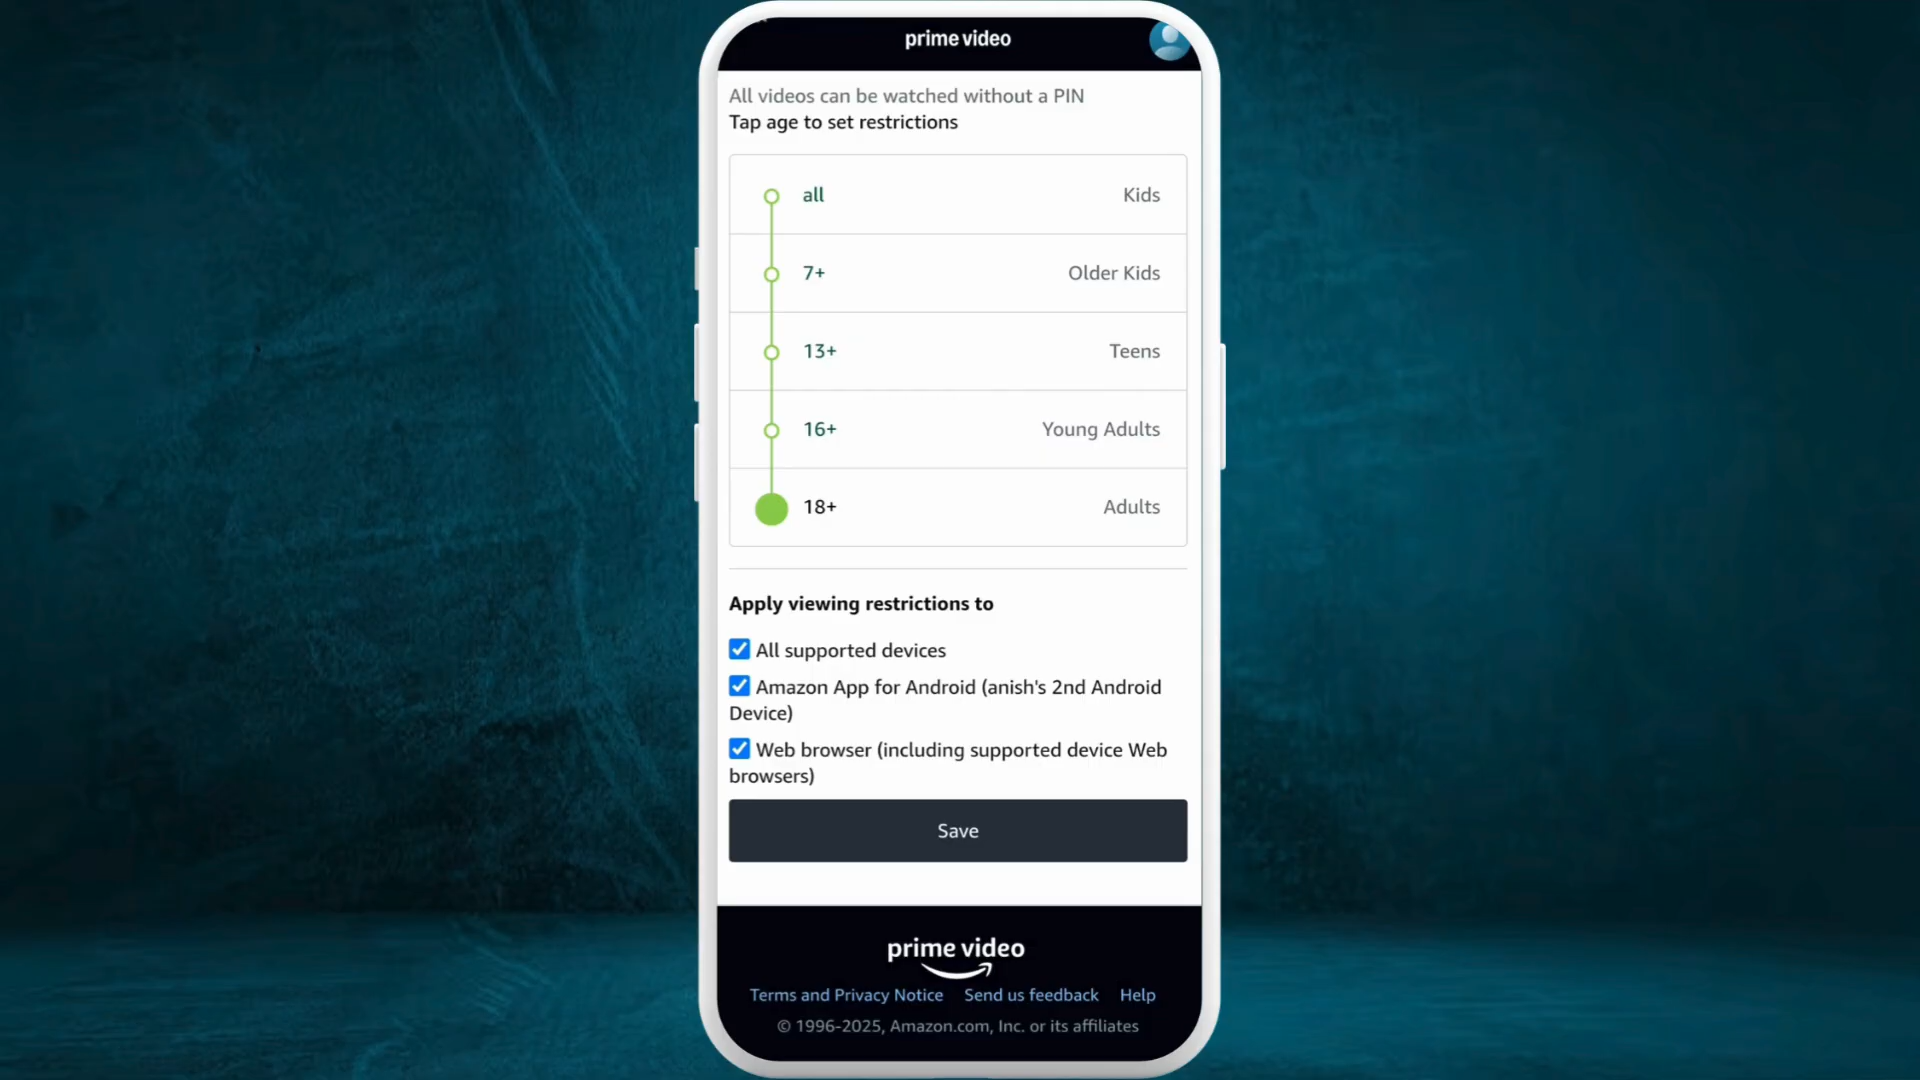 prime video
All videos can be watched without a PIN
Tap age to set restrictions
all Kids
7+ Older Kids
13+ Teens
16+ Young Adults
18+ Adults
Apply viewing restrictions to
All supported devices
Amazon App for Android (anish's 2nd Android
Device)
Web browser (including supported device Web
browsers)
Save
prime video
Terms and Privacy Notice Send us feedback Help
© 1996-2025, Amazon.com, Inc. or its affiliates